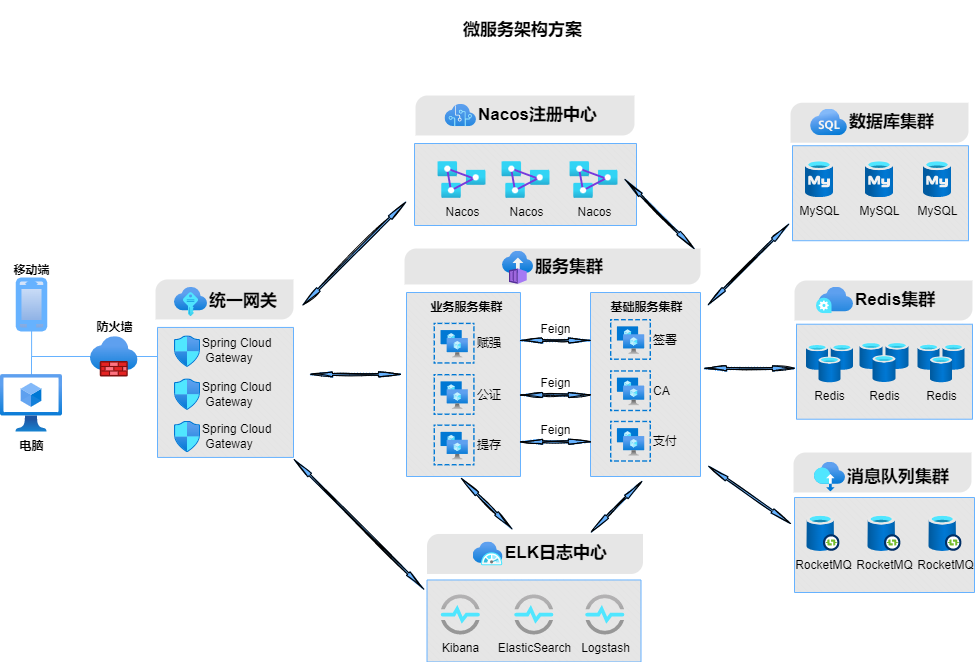 微服务架构方案
Nacos注册中心
Nacos
Nacos
Nacos
SQL
数据库集群
My
My
My
MySQL
MySQL
MySQL
移动端
防火墙
电脑
统一网关
Spring Cloud
Gateway
Spring Cloud
Gateway
Spring Cloud
Gateway
服务集群
业务服务集群
赋强
公证
提存
Feign
Feign
Feign
基础服务集群
签署
CA
支付
Redis集群
Redis
Redis
Redis
消息队列集群
RocketMQ
RocketMQ
RocketMQ
ELK日志中心
Kibana
ElasticSearch
Logstash